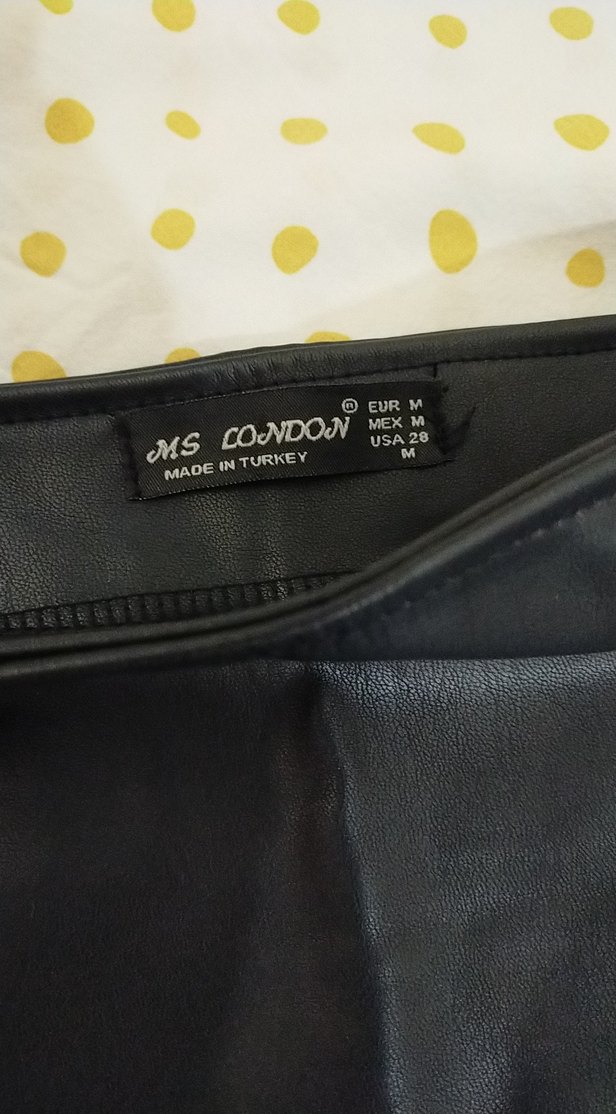 MS LONDON ®
MADE IN TURKEY
EUR M
MEX M
USA 28
M